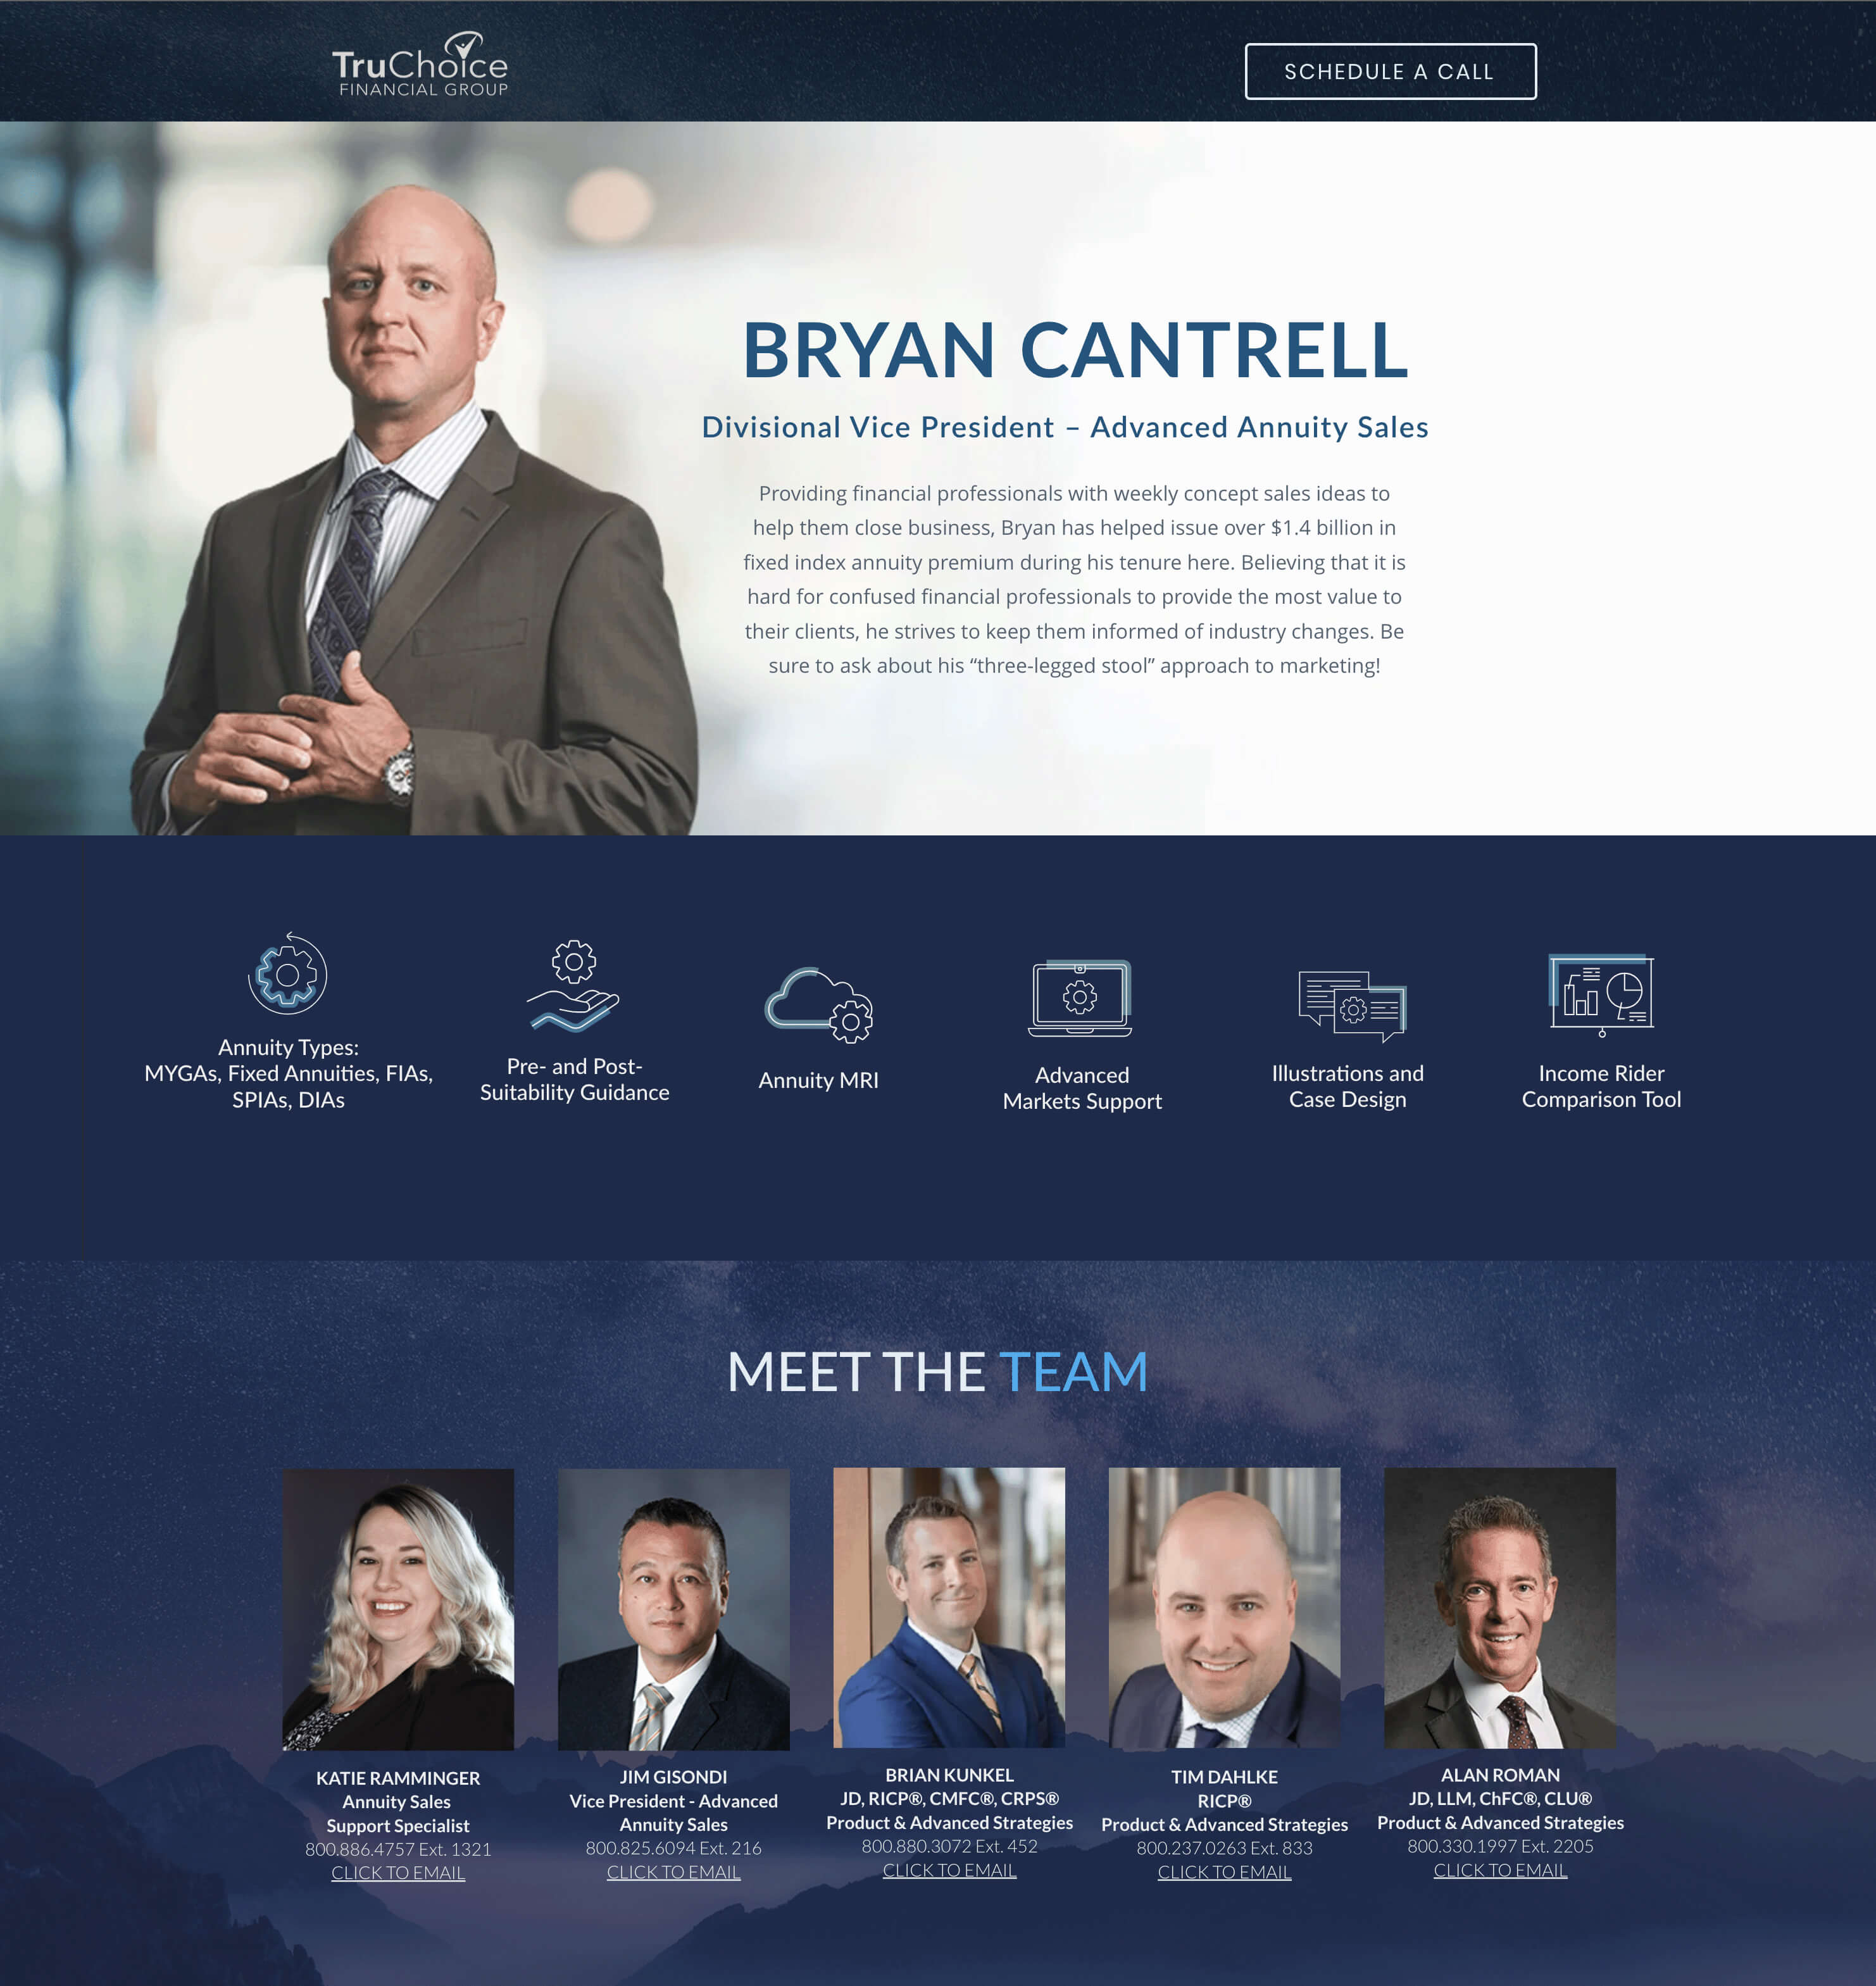 TruChoice
FINANCIAL GROUP
SCHEDULE A CALL
BRYAN CANTRELL
Divisional Vice President – Advanced Annuity Sales
Providing financial professionals with weekly concept sales ideas to
help them close business, Bryan has helped issue over $1.4 billion in
fixed index annuity premium during his tenure here. Believing that it is
hard for confused financial professionals to provide the most value to
their clients, he strives to keep them informed of industry changes. Be
sure to ask about his “three-legged stool” approach to marketing!
Annuity Types:
MYGAs, Fixed Annuities, FIAs,
SPIAs, DIAs
Pre- and Post-
Suitability Guidance
Annuity MRI
Advanced
Markets Support
Illustrations and
Case Design
Income Rider
Comparison Tool
MEET THE TEAM
KATIE RAMMINGER
Annuity Sales
Support Specialist
800.886.4757 Ext. 1321
CLICK TO EMAIL
JIM GISONDI
Vice President - Advanced
Annuity Sales
800.825.6094 Ext. 216
CLICK TO EMAIL
BRIAN KUNKEL
JD, RICP®, CMFC®, CRPS®
Product & Advanced Strategies
800.880.3072 Ext. 452
CLICK TO EMAIL
TIM DAHLKE
RICP®
Product & Advanced Strategies
800.237.0263 Ext. 833
CLICK TO EMAIL
ALAN ROMAN
JD, LLM, ChFC®, CLU®
Product & Advanced Strategies
800.330.1997 Ext. 2205
CLICK TO EMAIL